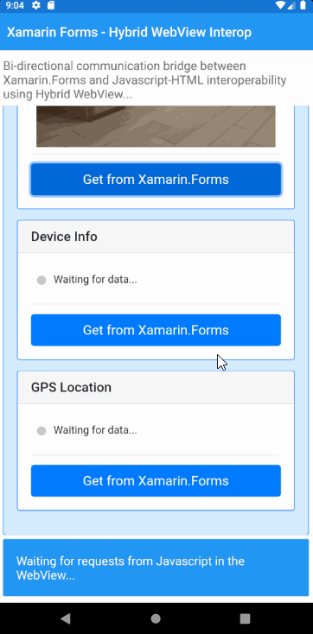 9:04
Xamarin Forms - Hybrid WebView Interop
Bi-directional communication bridge between
Xamarin.Forms and Javascript-HTML interoperability
using Hybrid WebView...
Get from Xamarin.Forms
Device Info
Waiting for data...
Get from Xamarin.Forms
GPS Location
Waiting for data...
Get from Xamarin.Forms
Waiting for requests from Javascript in the
WebView...